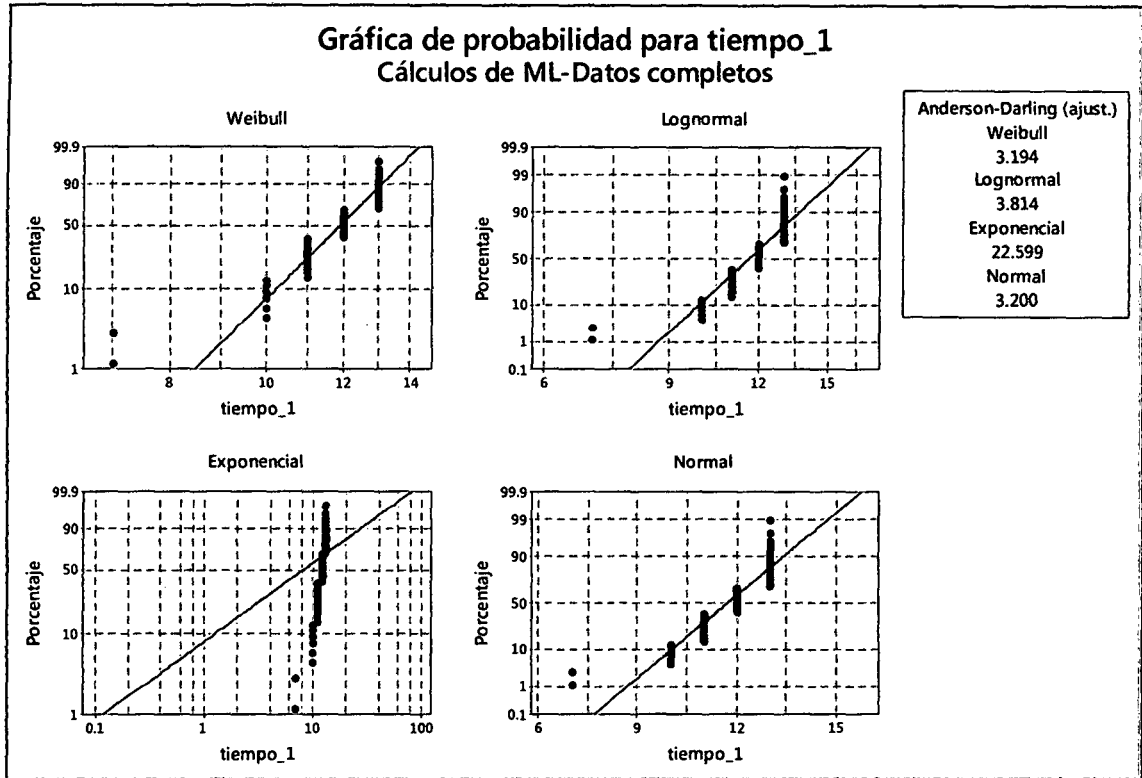 Gráfica de probabilidad para tiempo_1
Cálculos de ML-Datos completos
Weibull
99.9
90
50
10
1
Porcentaje
8
10
12
14
tiempo_1
Lognormal
99.9
99
90
50
10
1
0.1
Porcentaje
6
9
12
15
tiempo_1
Anderson-Darling (ajust.)
Weibull
3.194
Lognormal
3.814
Exponencial
22.599
Normal
3.200
Exponencial
99.9
90
50
10
1
Porcentaje
0.1
1
10
100
tiempo_1
Normal
99.9
99
90
50
10
1
0.1
Porcentaje
6
9
12
15
tiempo_1